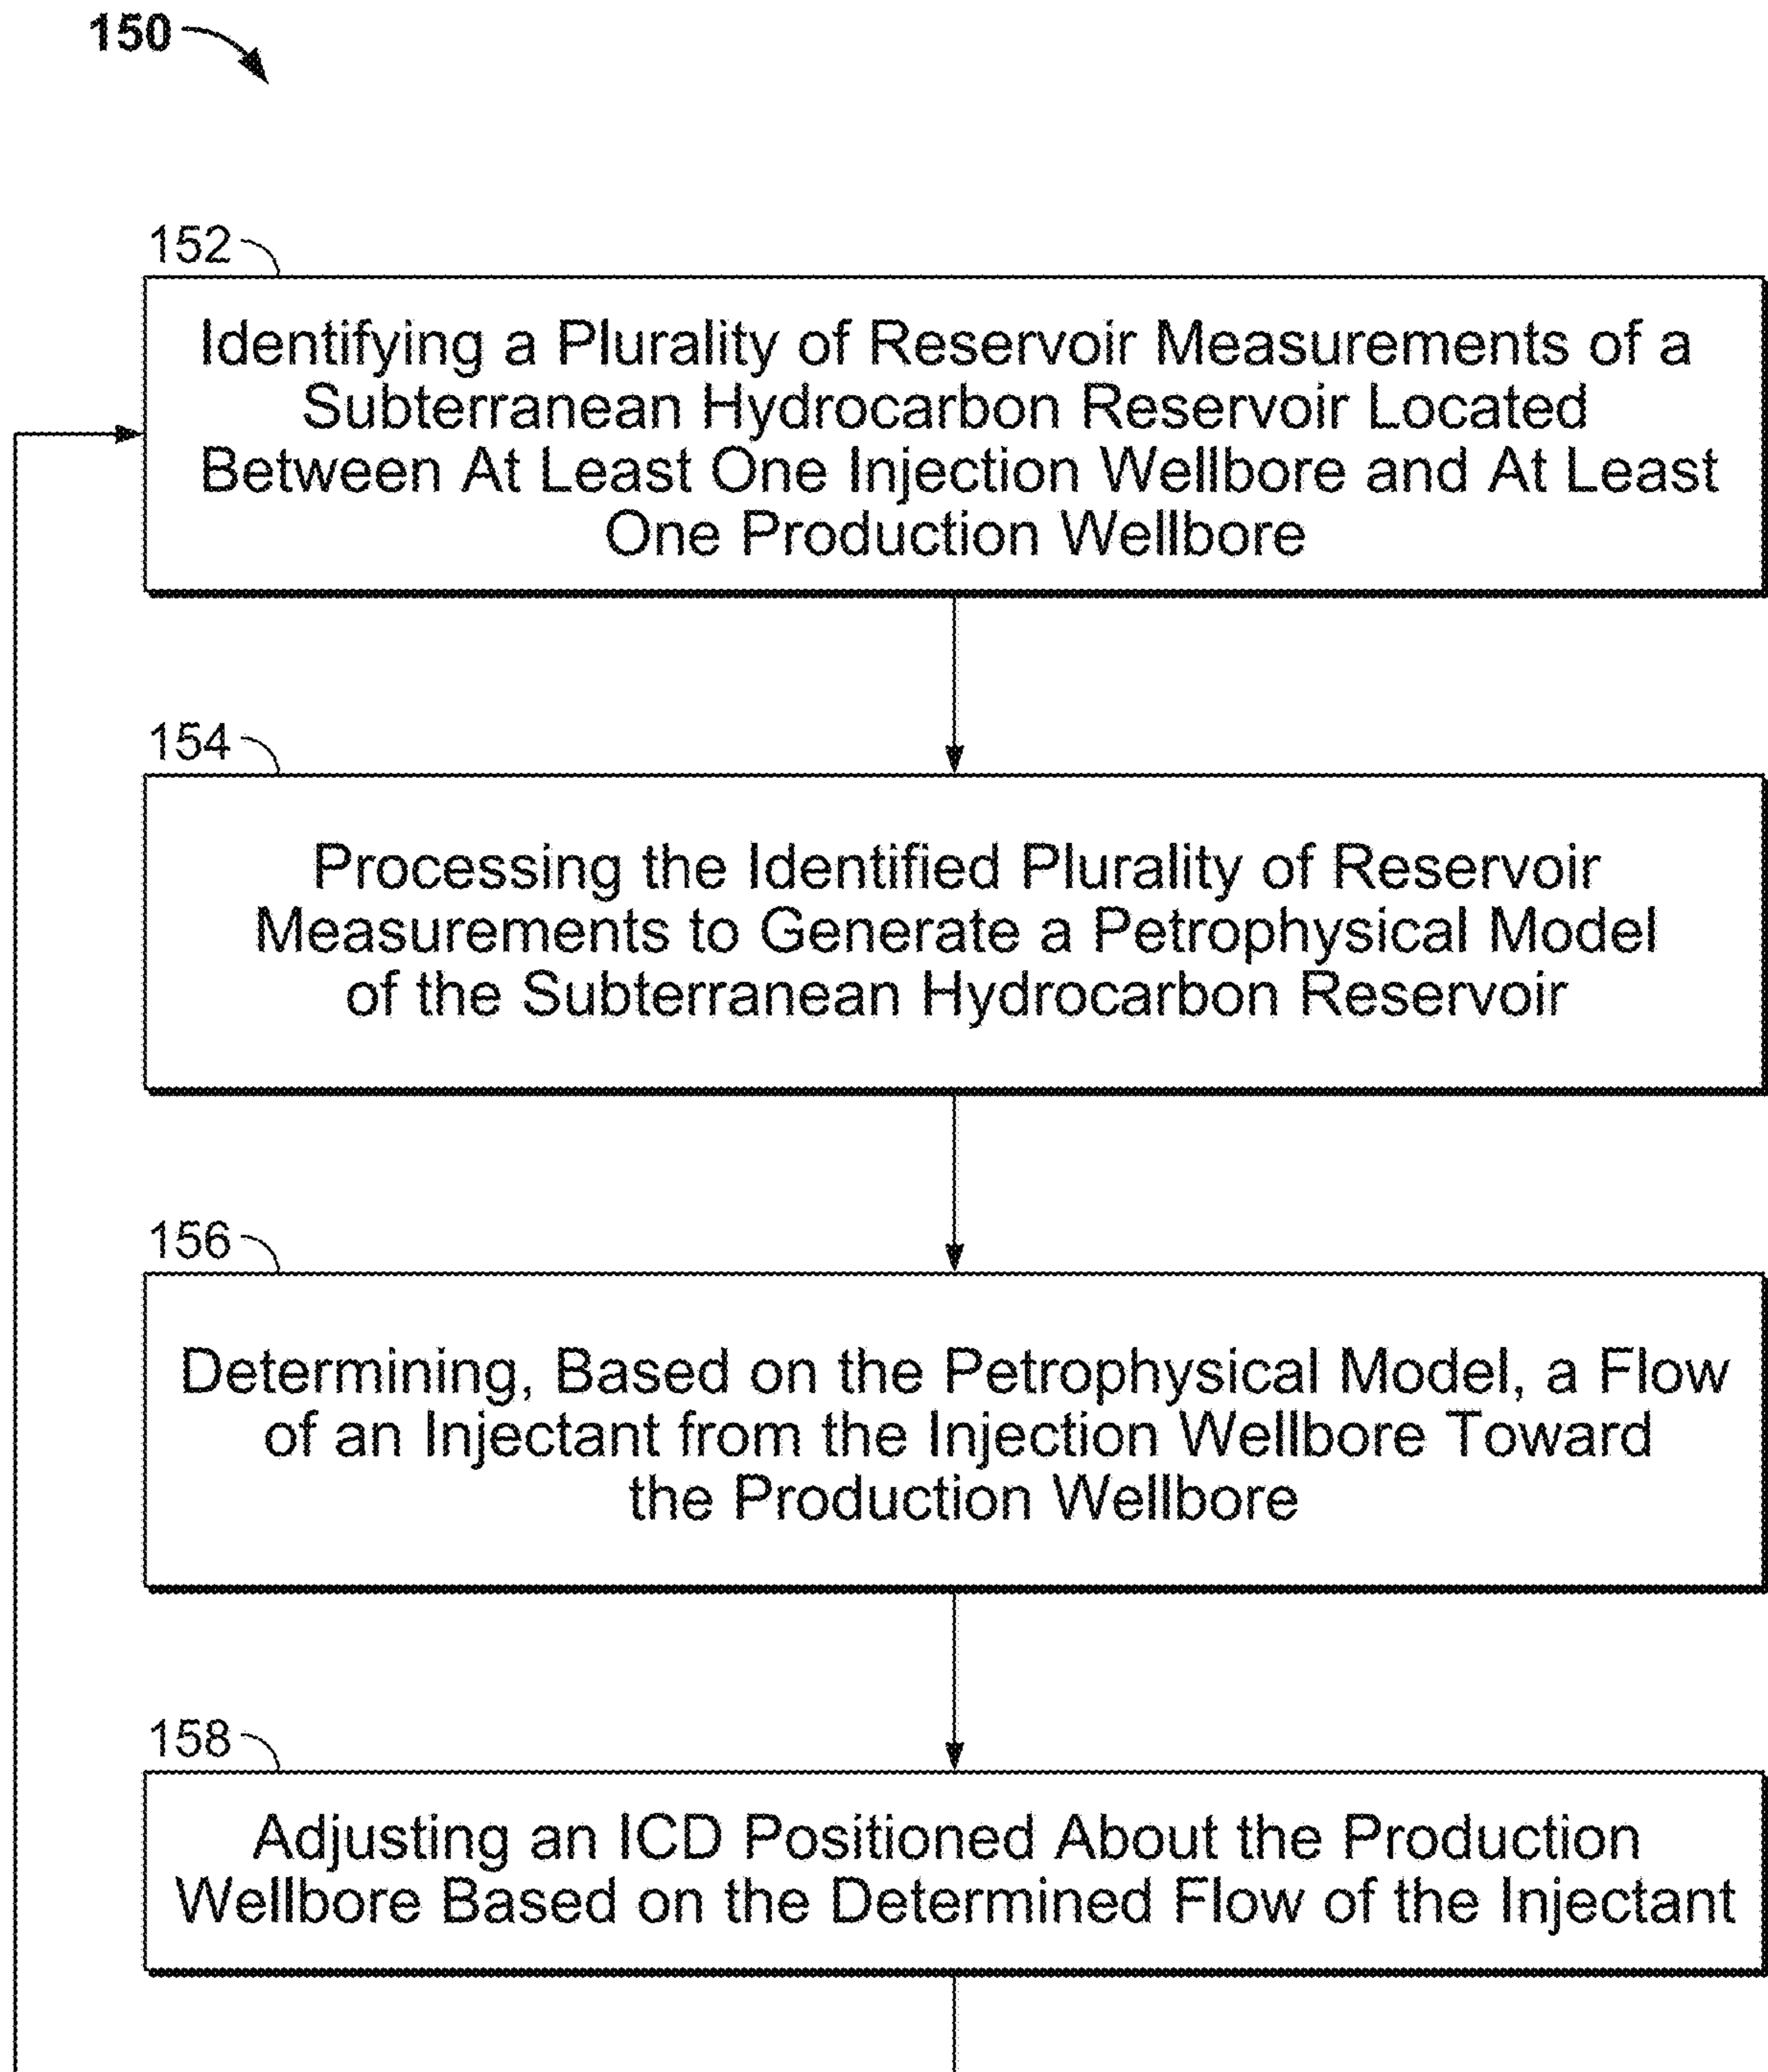 150
152
Identifying a Plurality of Reservoir Measurements of a
Subterranean Hydrocarbon Reservoir Located
Between At Least One Injection Wellbore and At Least
One Production Wellbore
154
Processing the Identified Plurality of Reservoir
Measurements to Generate a Petrophysical Model
of the Subterranean Hydrocarbon Reservoir
156
Determining, Based on the Petrophysical Model, a Flow
of an Injectant from the Injection Wellbore Toward
the Production Wellbore
158
Adjusting an ICD Positioned About the Production
Wellbore Based on the Determined Flow of the Injectant